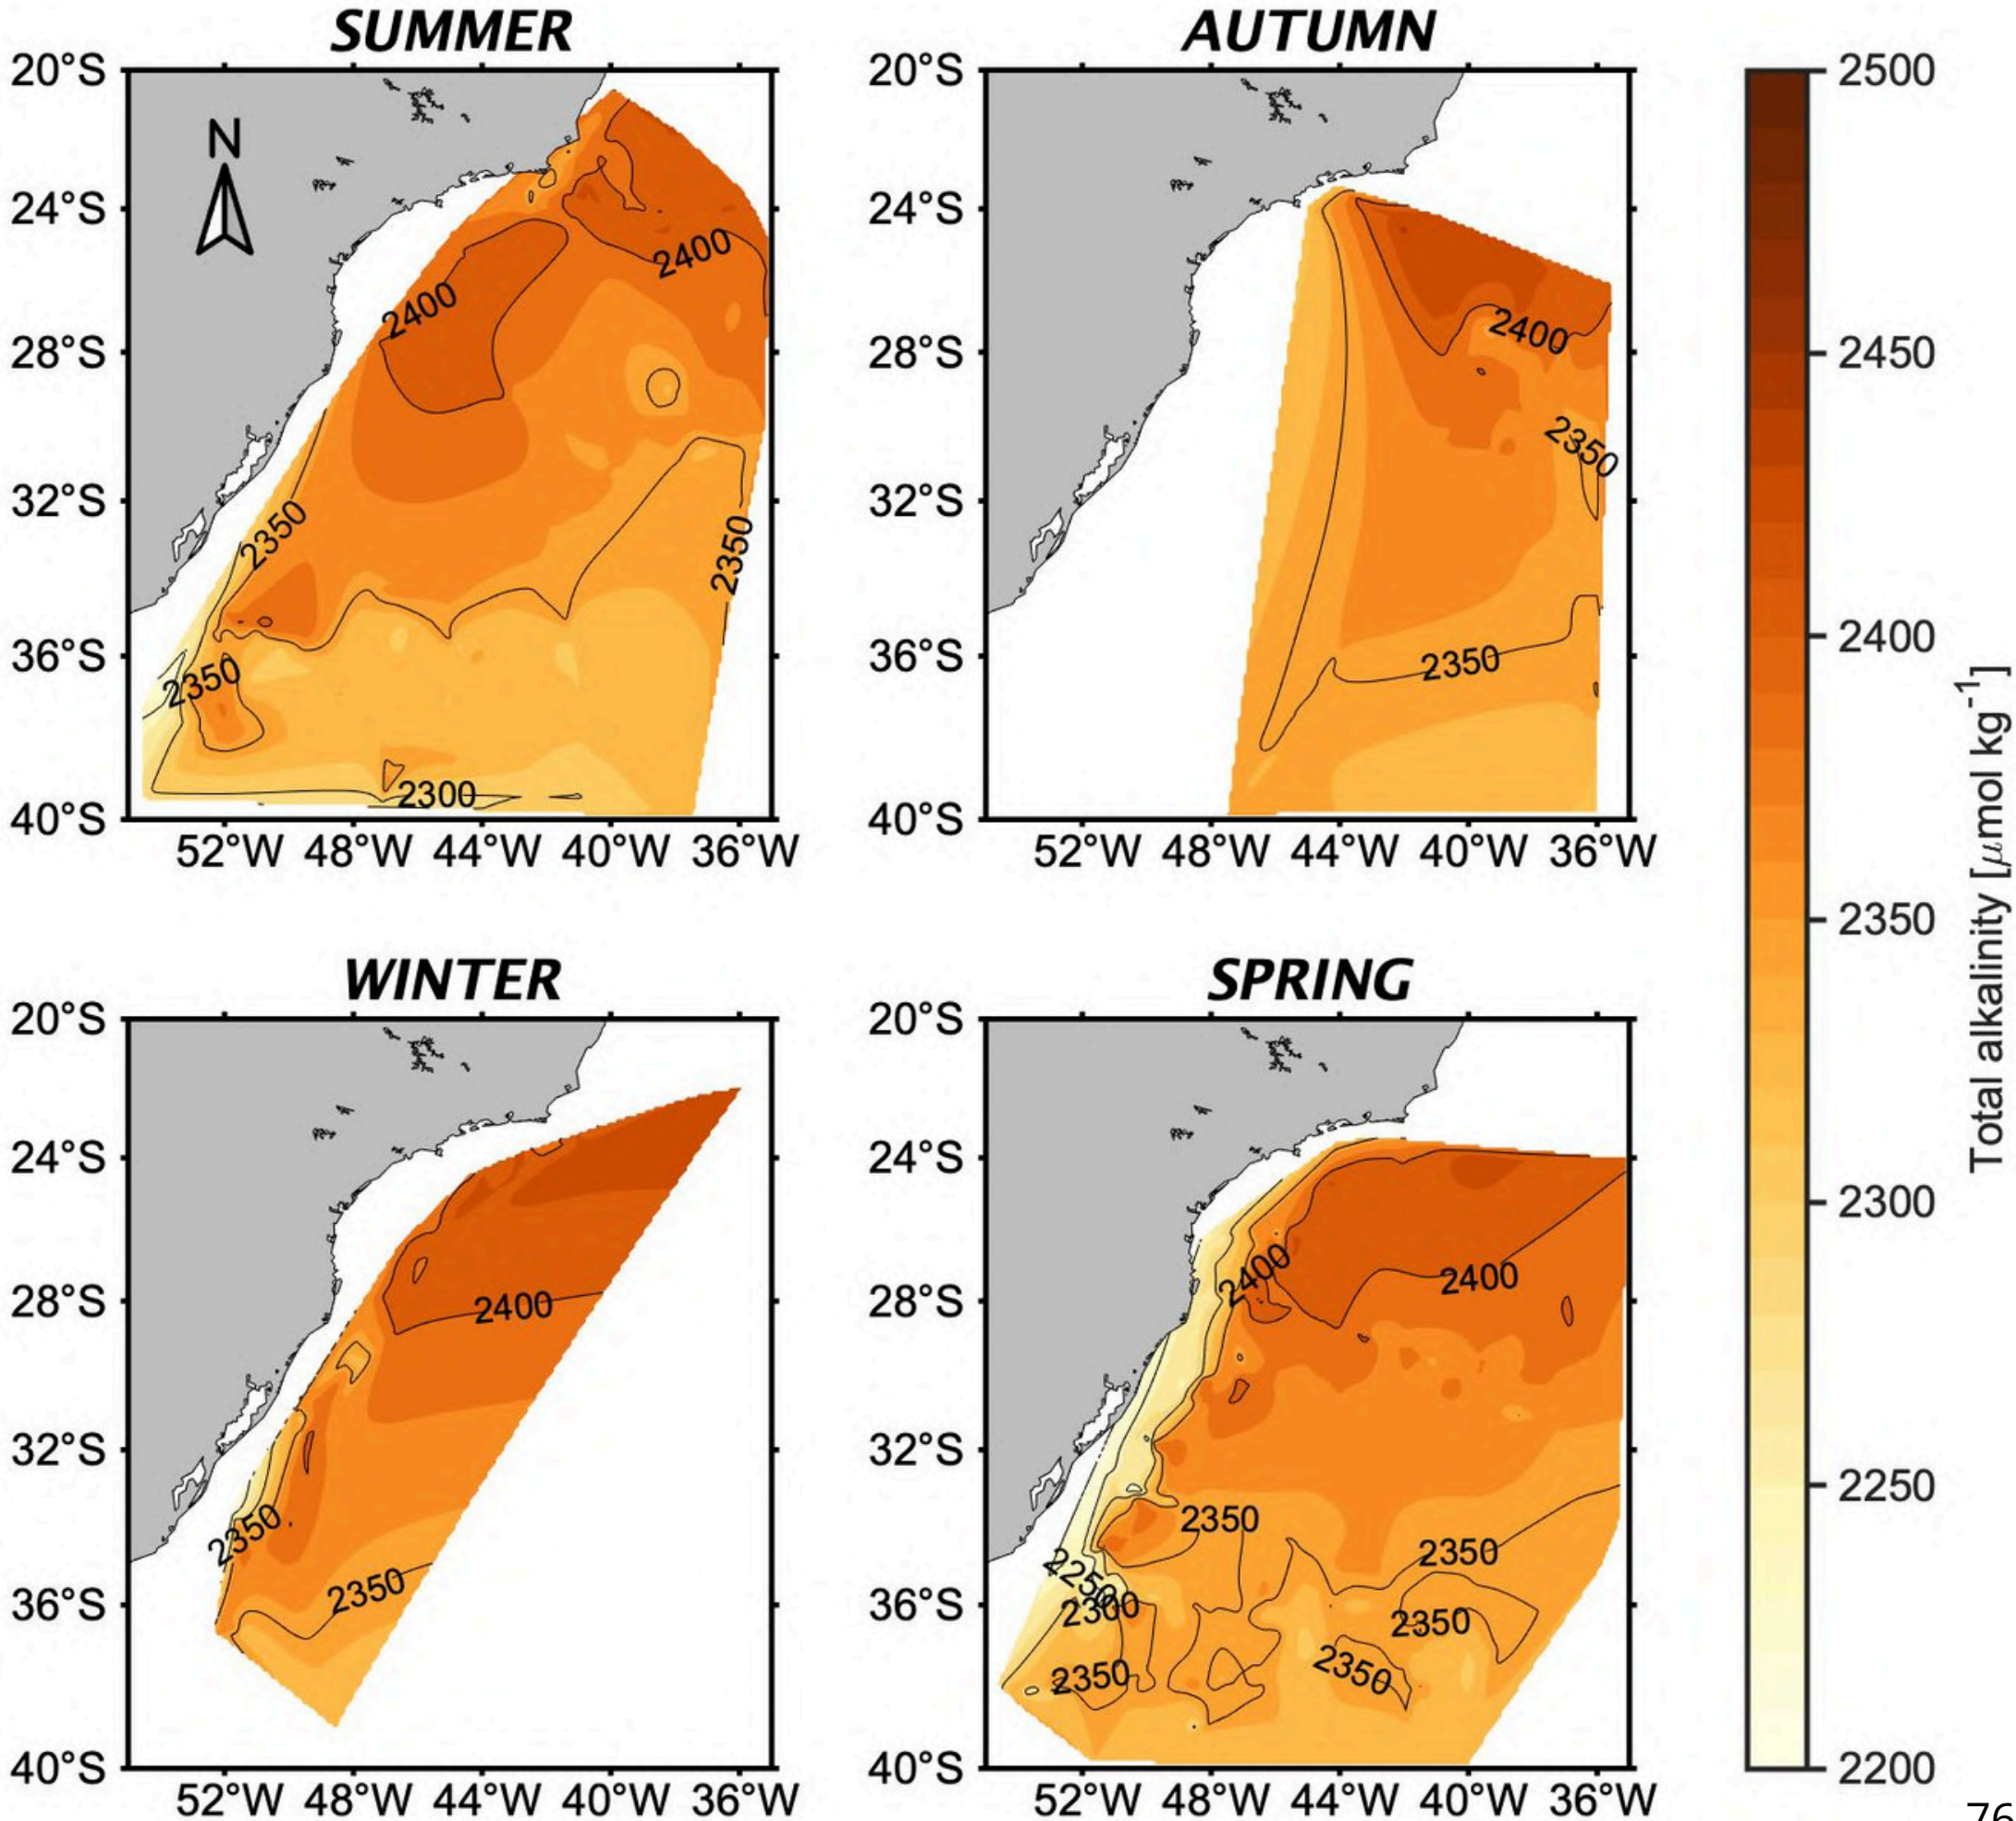 SUMMER
20°S
24°S
28°S
32°S
36°S
40°S
N
2400
2400
2350
2350
2350
2300
52°W 48°W 44°W 40°W 36°W
AUTUMN
20°S
24°S
28°S
32°S
36°S
40°S
2400
2350
2350
52°W 48°W 44°W 40°W 36°W
WINTER
20°S
24°S
28°S
32°S
36°S
40°S
2400
2350
2350
52°W 48°W 44°W 40°W 36°W
SPRING
20°S
24°S
28°S
32°S
36°S
40°S
2400
2400
2350
2350
2250
2300
2350
2350
2350
52°W 48°W 44°W 40°W 36°W
2500
2450
2400
2350
2300
2250
2200
Total alkalinity [μmol kg⁻¹]
76